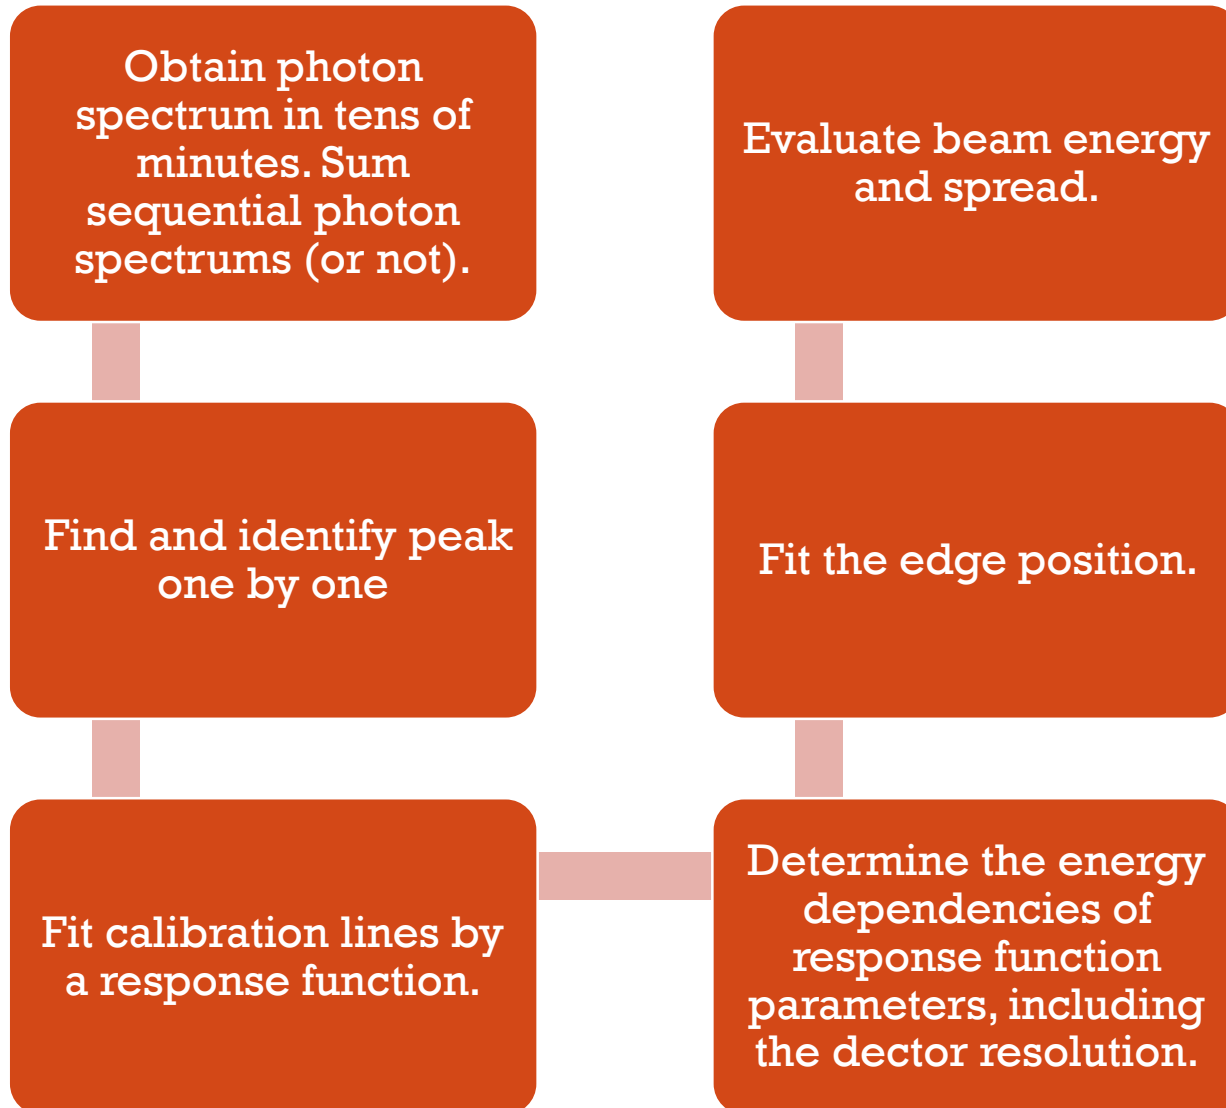 Obtain photon
spectrum in tens of
minutes. Sum
sequential photon
spectrums (or not).
Find and identify peak
one by one
Fit calibration lines by
a response function.
Determine the energy
dependencies of
response function
parameters, including
the dector resolution.
Fit the edge position.
Evaluate beam energy
and spread.